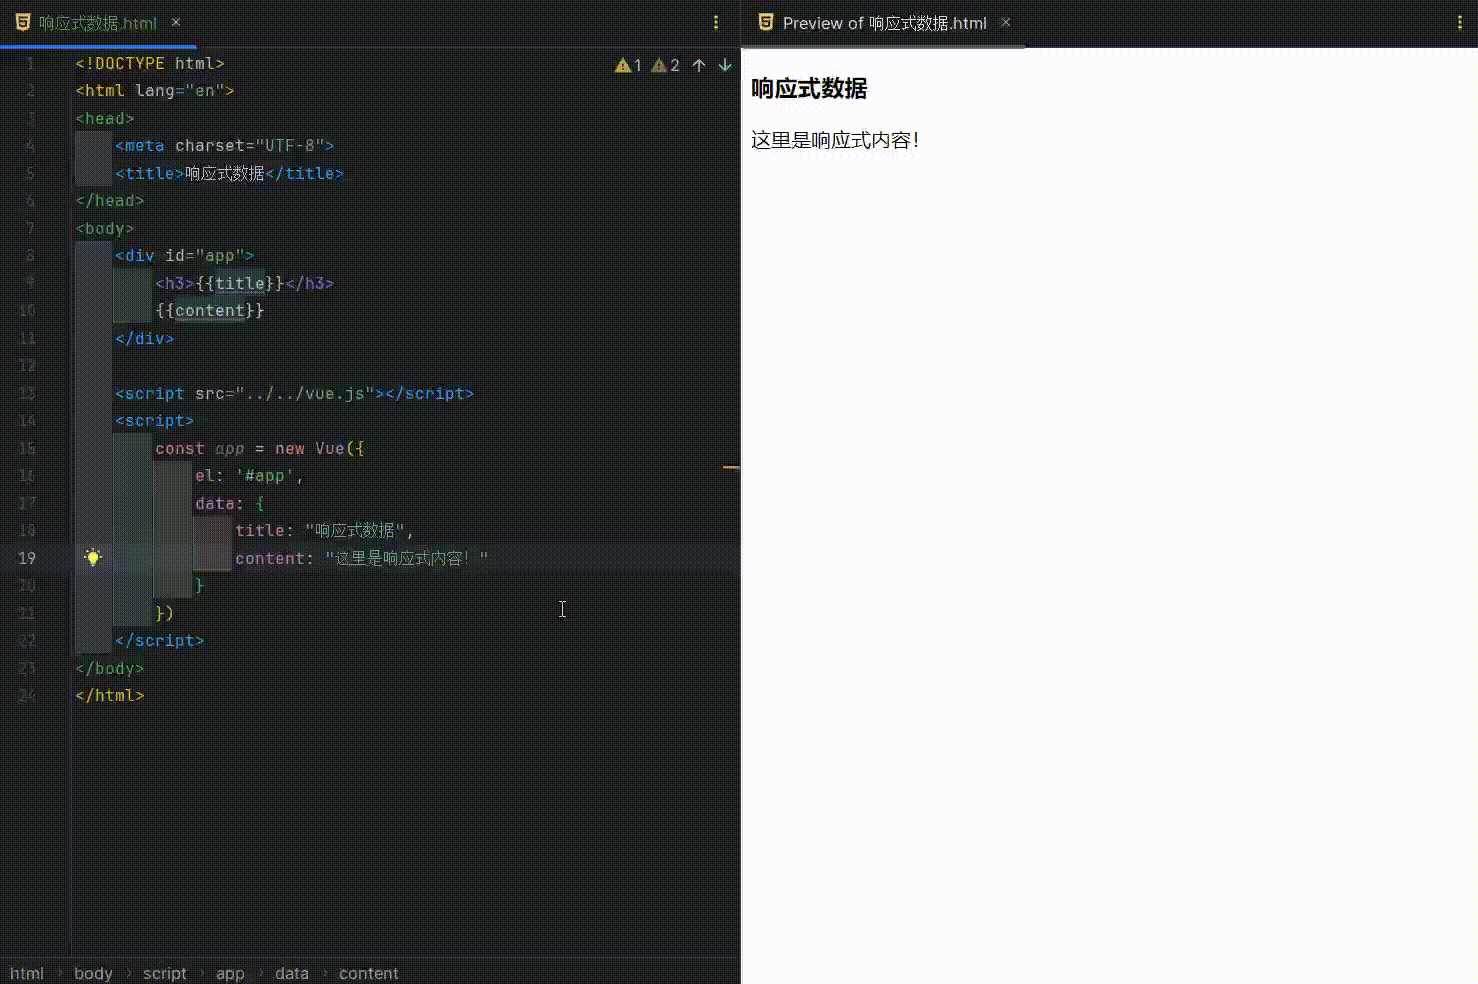 响应式数据.html
Preview of 响应式数据.html
1 <!DOCTYPE html>
2 <html lang="en">
3 <head>
4 <meta charset="UTF-8">
5 <title>响应式数据</title>
6 </head>
7 <body>
8 <div id="app">
9 <h3>{{title}}</h3>
10 {{content}}
11 </div>
12
13 <script src="../../vue.js"></script>
14 <script>
15 const app = new Vue({
16 el: '#app',
17 data: {
18 title: "响应式数据",
19 content: "这里是响应式内容！"
20 }
21 })
22 </script>
23 </body>
24 </html>
1 2
html › body › script › app › data › content
响应式数据
这里是响应式内容！